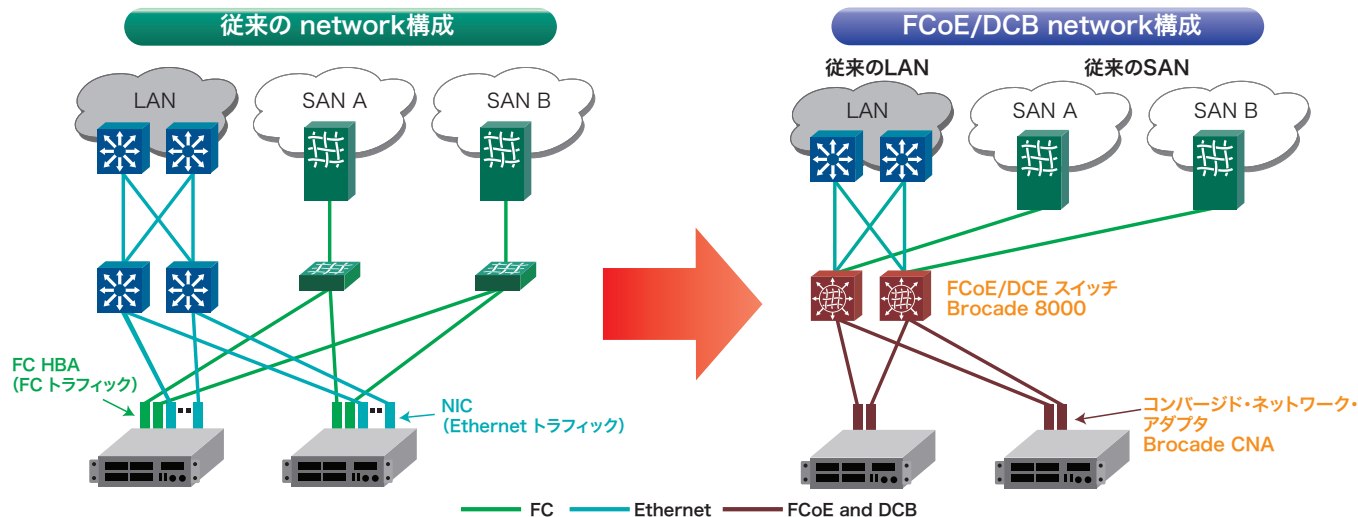 従来の network構成
LAN
SAN A
SAN B
FC HBA
(FC トラフィック)
NIC
(Ethernet トラフィック)
FCoE/DCB network構成
従来のLAN
従来のSAN
LAN
SAN A
SAN B
FCoE/DCE スイッチ
Brocade 8000
コンバージド・ネットワーク・
アダプタ
Brocade CNA
FC
Ethernet
FCoE and DCB